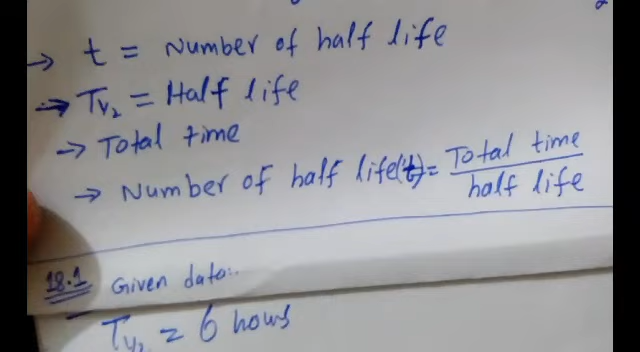 → t = Number of half life
→ T½ = Half life
→ Total time
→ Number of half life(t) = Total time / half life
18.1 Given data:.
T½ = 6 hours